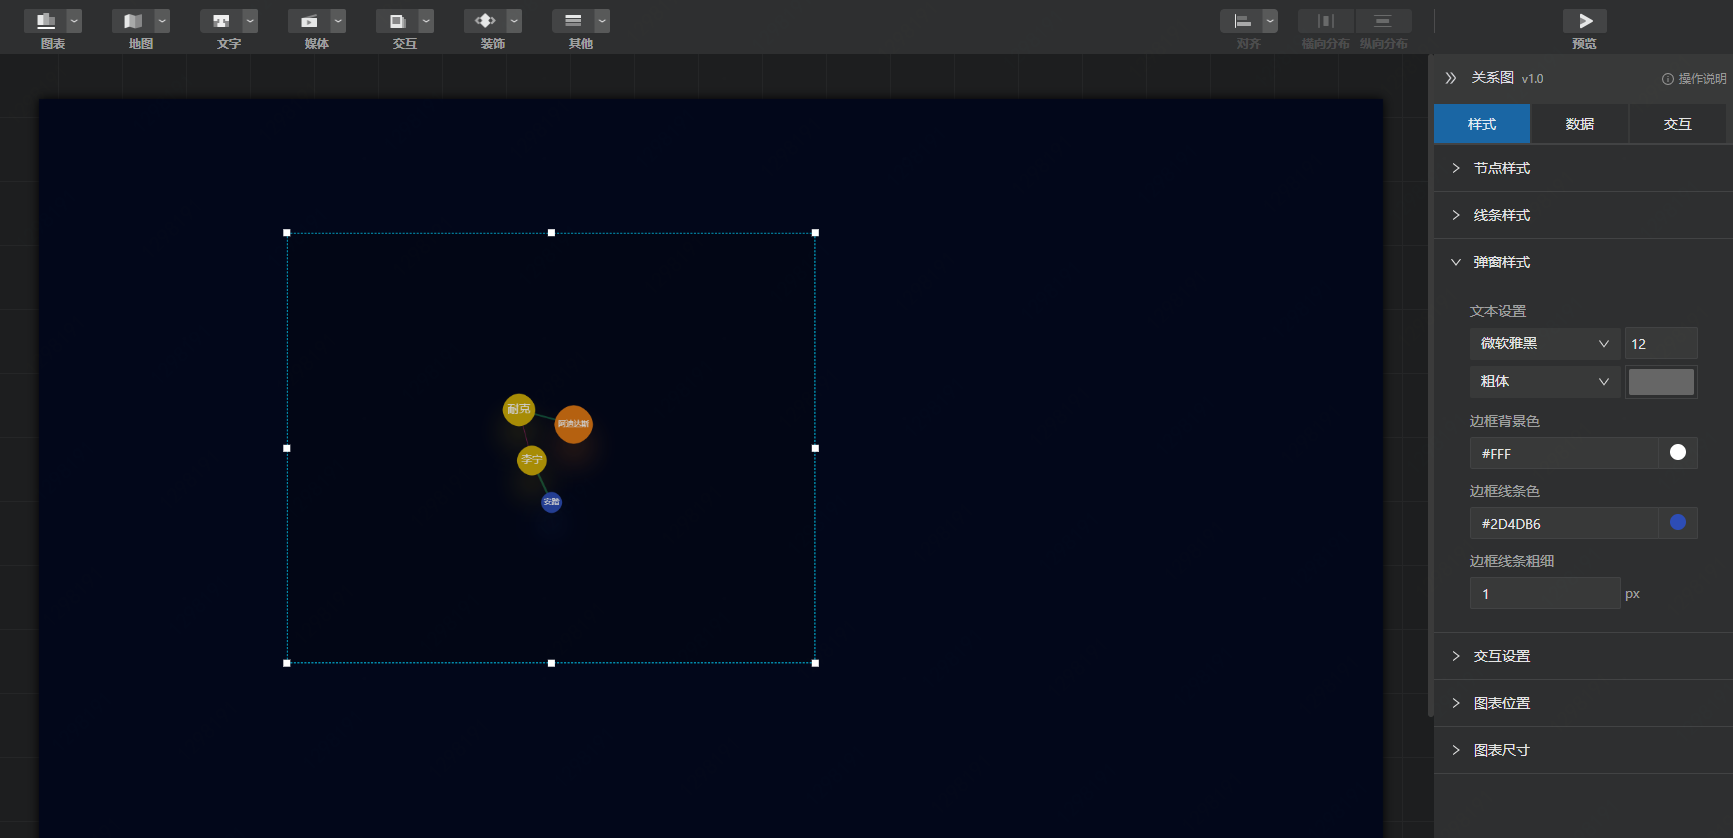 图表
地图
文字
媒体
交互
装饰
其他
对齐
横向分布
纵向分布
预览
关系图 v1.0
操作说明
样式
数据
交互
节点样式
线条样式
弹窗样式
文本设置
微软雅黑
12
粗体
边框背景色
#FFF
边框线条色
#2D4DB6
边框线条粗细
1 px
交互设置
图表位置
图表尺寸
耐克
阿迪达斯
李宁
安踏